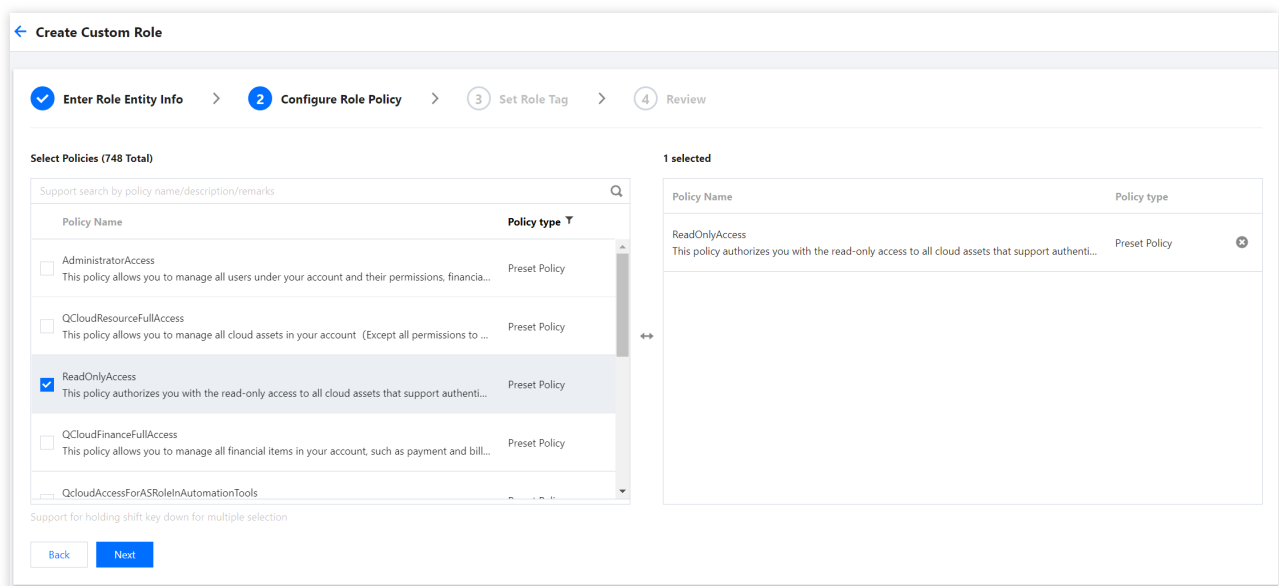 Create Custom Role
Enter Role Entity Info
2 Configure Role Policy
3 Set Role Tag
4 Review
Select Policies (748 Total)
Support search by policy name/description/remarks
Policy Name Policy type
AdministratorAccess
This policy allows you to manage all users under your account and their permissions, financia...
Preset Policy
QCloudResourceFullAccess
This policy allows you to manage all cloud assets in your account (Except all permissions to ...
Preset Policy
ReadOnlyAccess
This policy authorizes you with the read-only access to all cloud assets that support authenti...
Preset Policy
QCloudFinanceFullAccess
This policy allows you to manage all financial items in your account, such as payment and bill...
Preset Policy
QcloudAccessForASRoleInAutomationTools
Support for holding shift key down for multiple selection
1 selected
Policy Name Policy type
ReadOnlyAccess
This policy authorizes you with the read-only access to all cloud assets that support authenti...
Preset Policy
Back Next